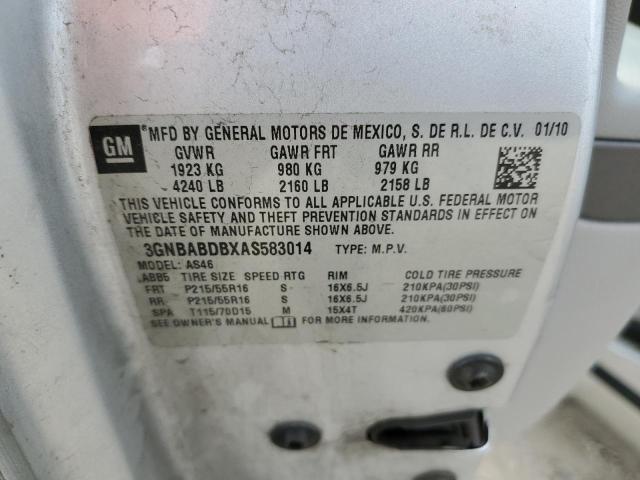 GM ®MFD BY GENERAL MOTORS DE MEXICO, S. DE R.L. DE C.V. 01/10
GVWR GAWR FRT GAWR RR
1923 KG 980 KG 979 KG
4240 LB 2160 LB 2158 LB
THIS VEHICLE CONFORMS TO ALL APPLICABLE U.S. FEDERAL MOTOR
VEHICLE SAFETY AND THEFT PREVENTION STANDARDS IN EFFECT ON
THE DATE OF MANUFACTURE SHOWN ABOVE.
3GNBABDBXAS583014 TYPE: M.P.V.
MODEL: AS46
ABB5 TIRE SIZE SPEED RTG RIM COLD TIRE PRESSURE
FRT P215/55R16 S 16X6.5J 210KPA(30PSI)
RR P215/55R16 S 16X6.5J 210KPA(30PSI)
SPA T115/70D15 M 15X4T 420KPA(60PSI)
SEE OWNER'S MANUAL FOR MORE INFORMATION.